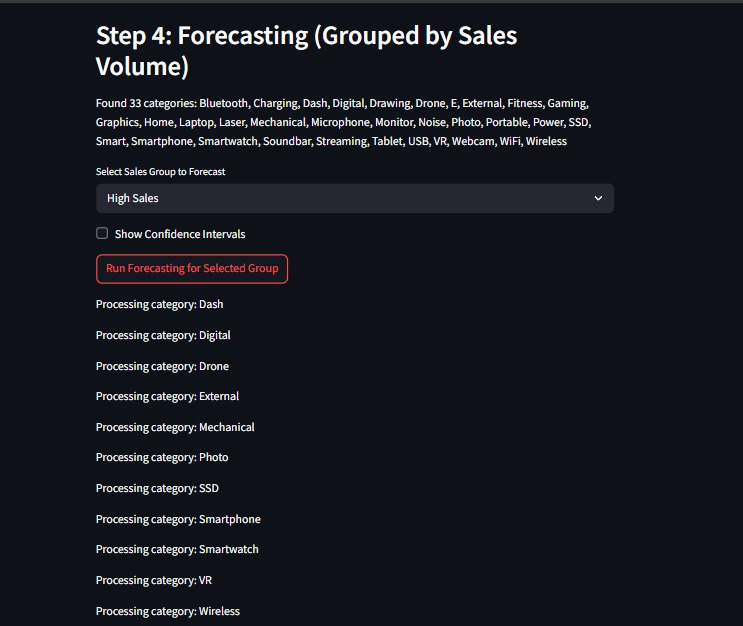 Step 4: Forecasting (Grouped by Sales
Volume)
Found 33 categories: Bluetooth, Charging, Dash, Digital, Drawing, Drone, E, External, Fitness, Gaming,
Graphics, Home, Laptop, Laser, Mechanical, Microphone, Monitor, Noise, Photo, Portable, Power, SSD,
Smart, Smartphone, Smartwatch, Soundbar, Streaming, Tablet, USB, VR, Webcam, WiFi, Wireless
Select Sales Group to Forecast
High Sales
Show Confidence Intervals
Run Forecasting for Selected Group
Processing category: Dash
Processing category: Digital
Processing category: Drone
Processing category: External
Processing category: Mechanical
Processing category: Photo
Processing category: SSD
Processing category: Smartphone
Processing category: Smartwatch
Processing category: VR
Processing category: Wireless